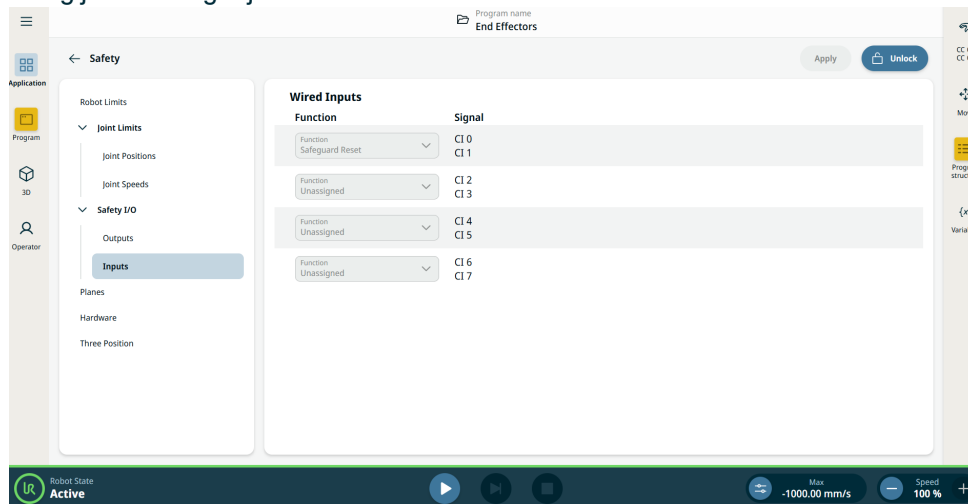 Program name
End Effectors
Safety
Apply
Unlock
Application
Program
3D
Operator
Robot Limits
Joint Limits
Joint Positions
Joint Speeds
Safety I/O
Outputs
Inputs
Planes
Hardware
Three Position
Wired Inputs
Function Signal
Function
Safeguard Reset
CI 0
CI 1
Function
Unassigned
CI 2
CI 3
Function
Unassigned
CI 4
CI 5
Function
Unassigned
CI 6
CI 7
CC
CC
Robot State
Active
Max
-1000.00 mm/s
Speed
100 %
UR